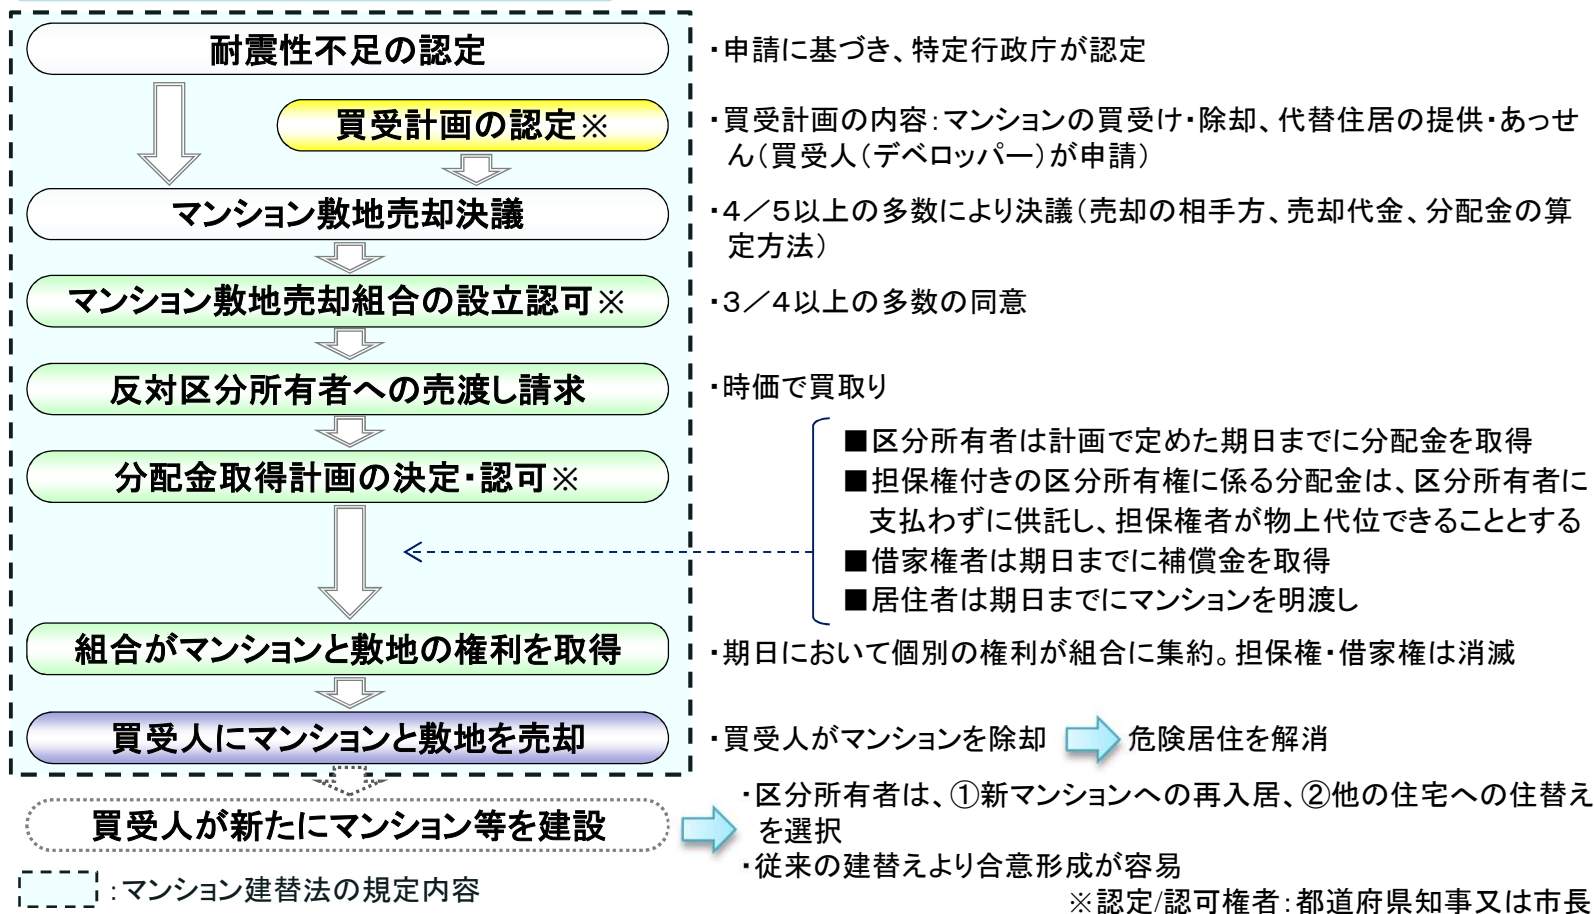 耐震性不足の認定
・申請に基づき、特定行政庁が認定
買受計画の認定※
・買受計画の内容：マンションの買受け・除却、代替住居の提供・あっせ
ん（買受人（デベロッパー）が申請）
マンション敷地売却決議
・４／５以上の多数により決議（売却の相手方、売却代金、分配金の算
定方法）
マンション敷地売却組合の設立認可※
・３／４以上の多数の同意
反対区分所有者への売渡し請求
・時価で買取り
分配金取得計画の決定・認可※
■区分所有者は計画で定めた期日までに分配金を取得
■担保権付きの区分所有権に係る分配金は、区分所有者に
支払わずに供託し、担保権者が物上代位できることとする
■借家権者は期日までに補償金を取得
■居住者は期日までにマンションを明渡し
組合がマンションと敷地の権利を取得
・期日において個別の権利が組合に集約。担保権・借家権は消滅
買受人にマンションと敷地を売却
・買受人がマンションを除却
危険居住を解消
買受人が新たにマンション等を建設
・区分所有者は、①新マンションへの再入居、②他の住宅への住替え
を選択
・従来の建替えより合意形成が容易
：マンション建替法の規定内容
※認定/認可権者：都道府県知事又は市長